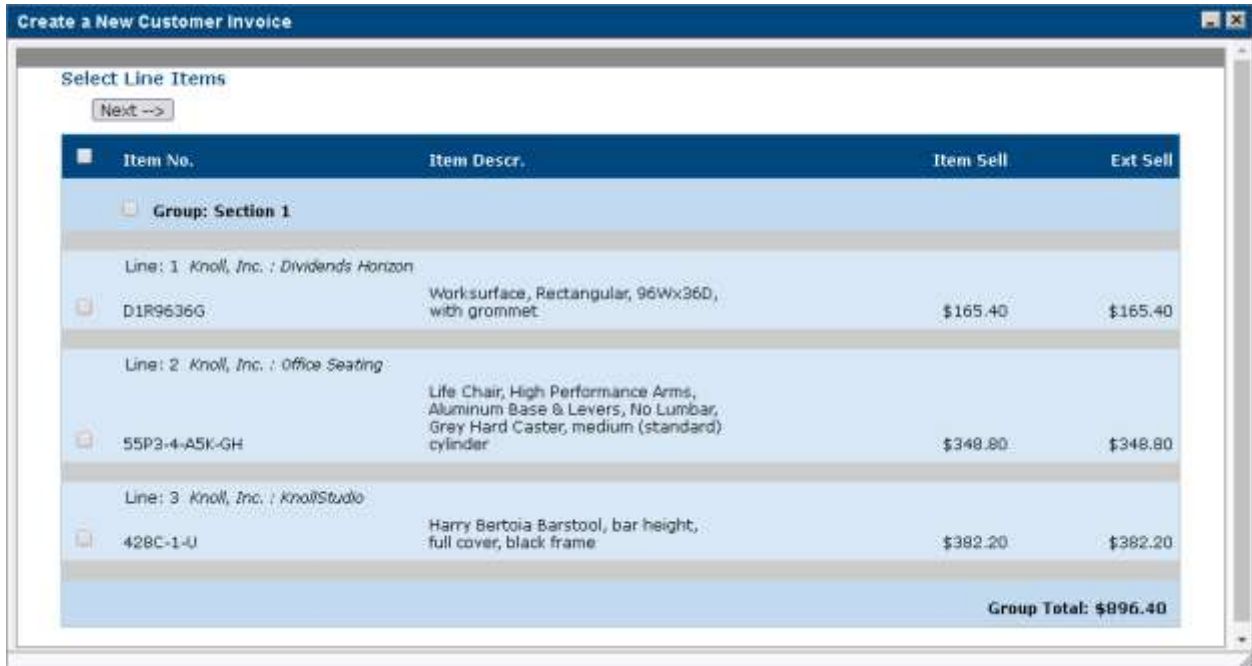 Create a New Customer Invoice
Select Line Items
Next -->
Item No. Item Descr. Item Sell Ext Sell
Group: Section 1
Line: 1 Knoll, Inc. : Dividends Horizon
Worksurface, Rectangular, 96Wx36D,
D1R9636G with grommet $165.40 $165.40
Line: 2 Knoll, Inc. : Office Seating
Life Chair, High Performance Arms,
Aluminum Base & Levers, No Lumbar,
Grey Hard Caster, medium (standard)
55P3-4-A5K-GH cylinder $348.80 $348.80
Line: 3 Knoll, Inc. : KnollStudio
Harry Bertoia Barstool, bar height,
428C-1-U full cover, black frame $382.20 $382.20
Group Total: $896.40